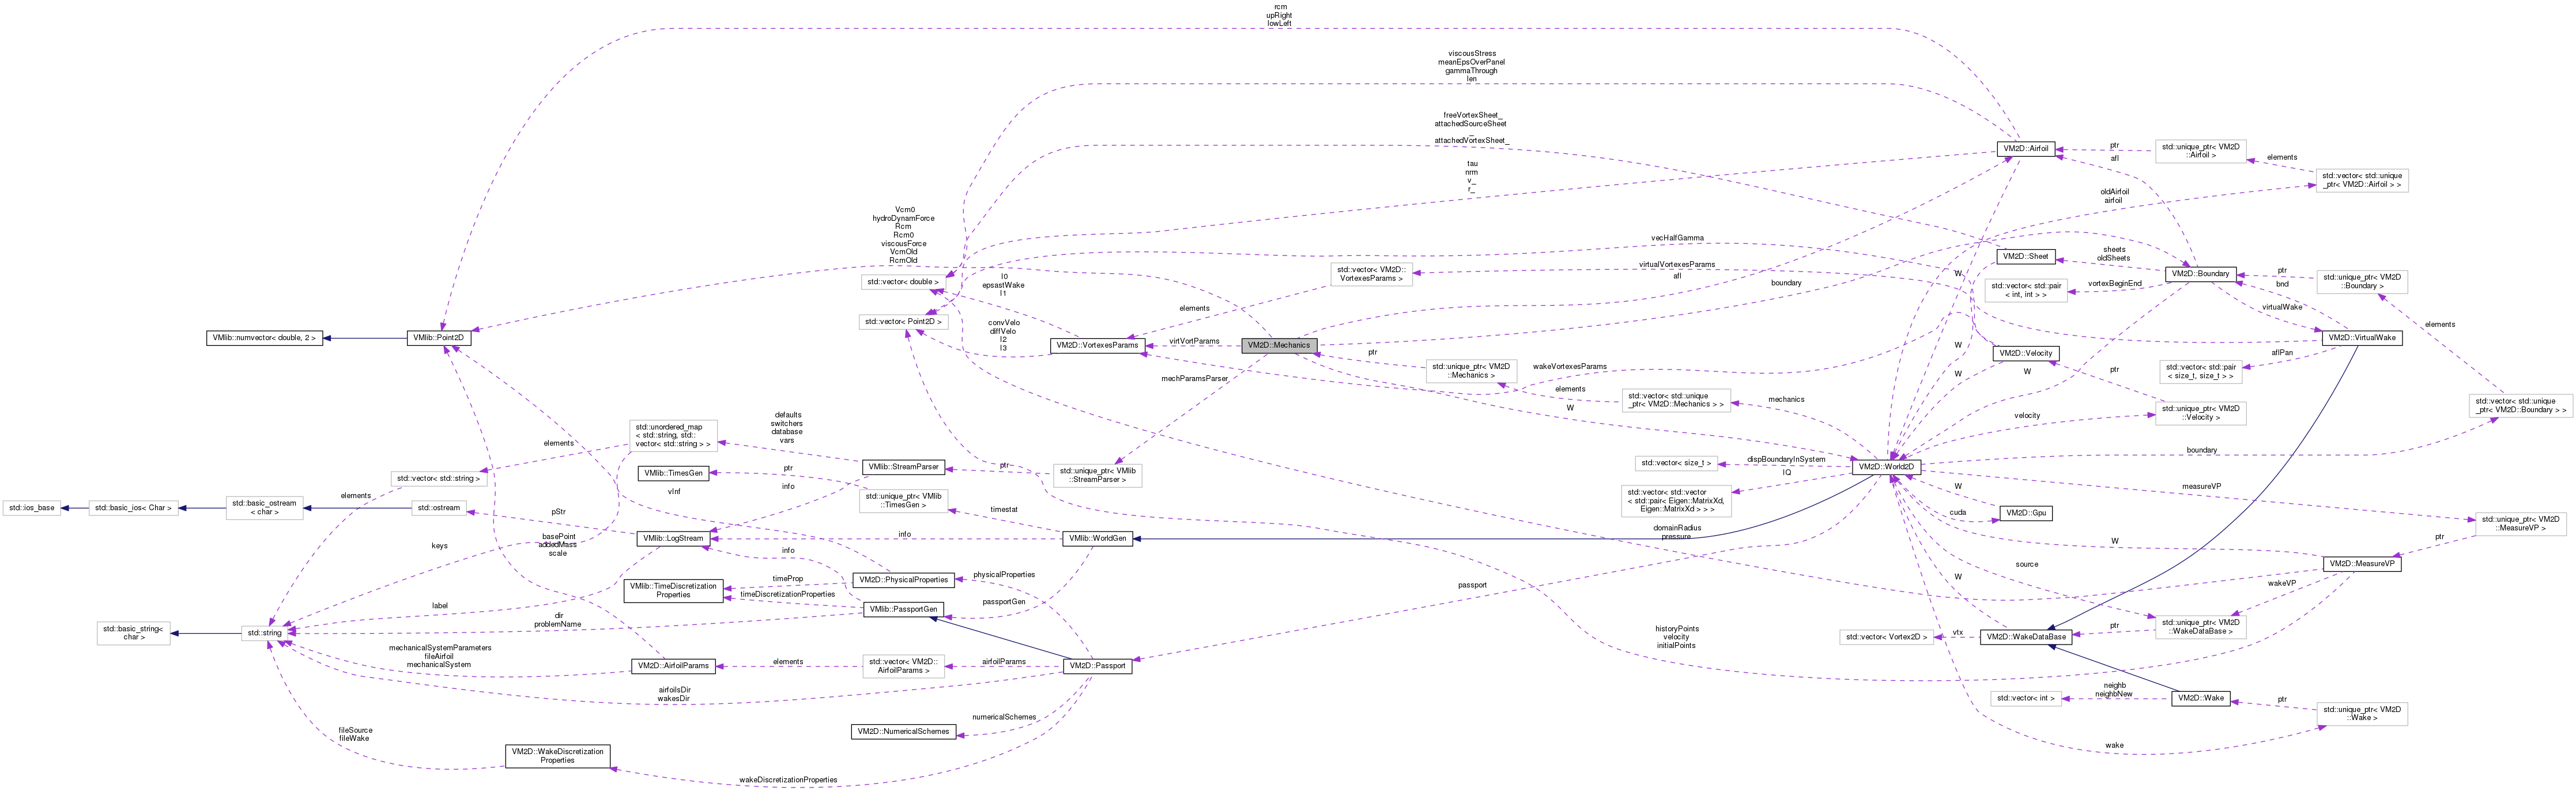 rcm
upRight
lowLeft
viscousStress
meanEpsOverPanel
gammaThrough
len
freeVortexSheet_
attachedSourceSheet
_
attachedVortexSheet_
tau
nrm
v_
r_
VM2D::Airfoil
ptr
afl
std::unique_ptr< VM2D
::Airfoil >
elements
std::vector< std::unique
_ptr< VM2D::Airfoil > >
oldAirfoil
airfoil
Vcm0
hydroDynamForce
Rcm
Rcm0
viscousForce
VcmOld
RcmOld
vecHalfGamma
W
VM2D::Sheet
sheets
oldSheets
VM2D::Boundary
ptr
bnd
std::unique_ptr< VM2D
::Boundary >
std::vector< double >
I0
epsastWake
I1
std::vector< VM2D::
VortexesParams >
virtualVortexesParams
afl
boundary
std::vector< std::pair
< int, int > >
vortexBeginEnd
virtualWake
elements
std::vector< Point2D >
convVelo
diffVelo
I2
I3
elements
VMlib::numvector< double, 2 >
VMlib::Point2D
VM2D::VortexesParams
virtVortParams
VM2D::Mechanics
W
VM2D::Velocity
VM2D::VirtualWake
ptr
std::unique_ptr< VM2D
::Mechanics >
wakeVortexesParams
W
W
ptr
aflPan
std::vector< std::pair
< size_t, size_t > >
mechParamsParser
elements
std::vector< std::unique
_ptr< VM2D::Mechanics > >
mechanics
W
velocity
std::unique_ptr< VM2D
::Velocity >
std::vector< std::unique
_ptr< VM2D::Boundary > >
defaults
switchers
database
vars
std::unordered_map
< std::string, std::
vector< std::string > >
elements
boundary
std::vector< std::string >
VMlib::TimesGen
ptr
VMlib::StreamParser
ptr
std::unique_ptr< VMlib
::StreamParser >
std::vector< size_t >
dispBoundaryInSystem
IQ
VM2D::World2D
info
vInf
elements
std::unique_ptr< VMlib
::TimesGen >
timestat
std::vector< std::vector
< std::pair< Eigen::MatrixXd,
Eigen::MatrixXd > > >
W
measureVP
std::ios_base
std::basic_ios< Char >
std::basic_ostream
< char >
std::ostream
pStr
cuda
VM2D::Gpu
std::unique_ptr< VM2D
::MeasureVP >
keys
basePoint
addedMass
scale
VMlib::LogStream
info
VMlib::WorldGen
domainRadius
pressure
W
ptr
info
source
VM2D::MeasureVP
VMlib::TimeDiscretization
Properties
timeProp
timeDiscretizationProperties
VM2D::PhysicalProperties
physicalProperties
passport
W
wakeVP
label
VMlib::PassportGen
passportGen
std::basic_string<
char >
std::string
dir
problemName
historyPoints
velocity
initialPoints
std::vector< Vortex2D >
vtx
VM2D::WakeDataBase
ptr
std::unique_ptr< VM2D
::WakeDataBase >
mechanicalSystemParameters
fileAirfoil
mechanicalSystem
VM2D::AirfoilParams
elements
std::vector< VM2D::
AirfoilParams >
airfoilParams
VM2D::Passport
airfoilsDir
wakesDir
std::vector< int >
neighb
neighbNew
VM2D::Wake
ptr
std::unique_ptr< VM2D
::Wake >
VM2D::NumericalSchemes
numericalSchemes
fileSource
fileWake
VM2D::WakeDiscretization
Properties
wakeDiscretizationProperties
wake